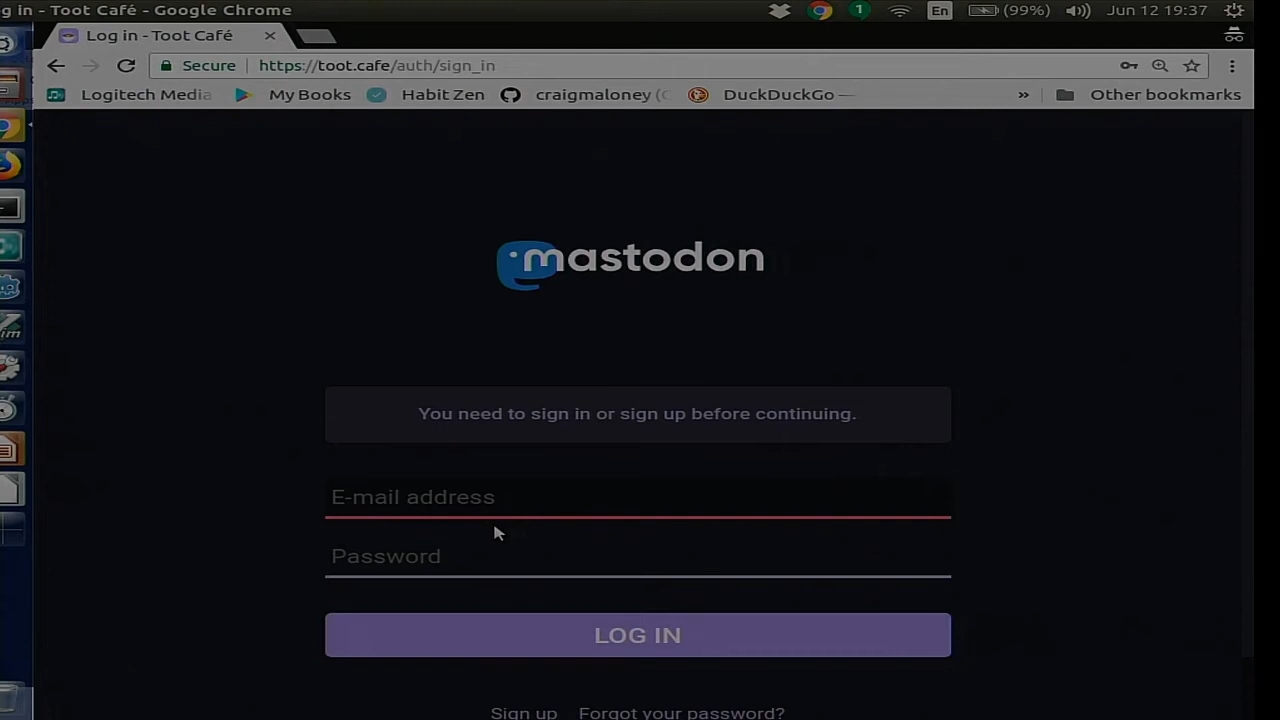 g in - Toot Café - Google Chrome
1
En
(99%)
Jun 12 19:37
Log in - Toot Café
Secure
https://toot.cafe/auth/sign_in
Logitech Media
My Books
Habit Zen
craigmaloney (
DuckDuckGo —
»
Other bookmarks
mastodon
You need to sign in or sign up before continuing.
E-mail address
Password
LOG IN
Sign up
Forgot your password?